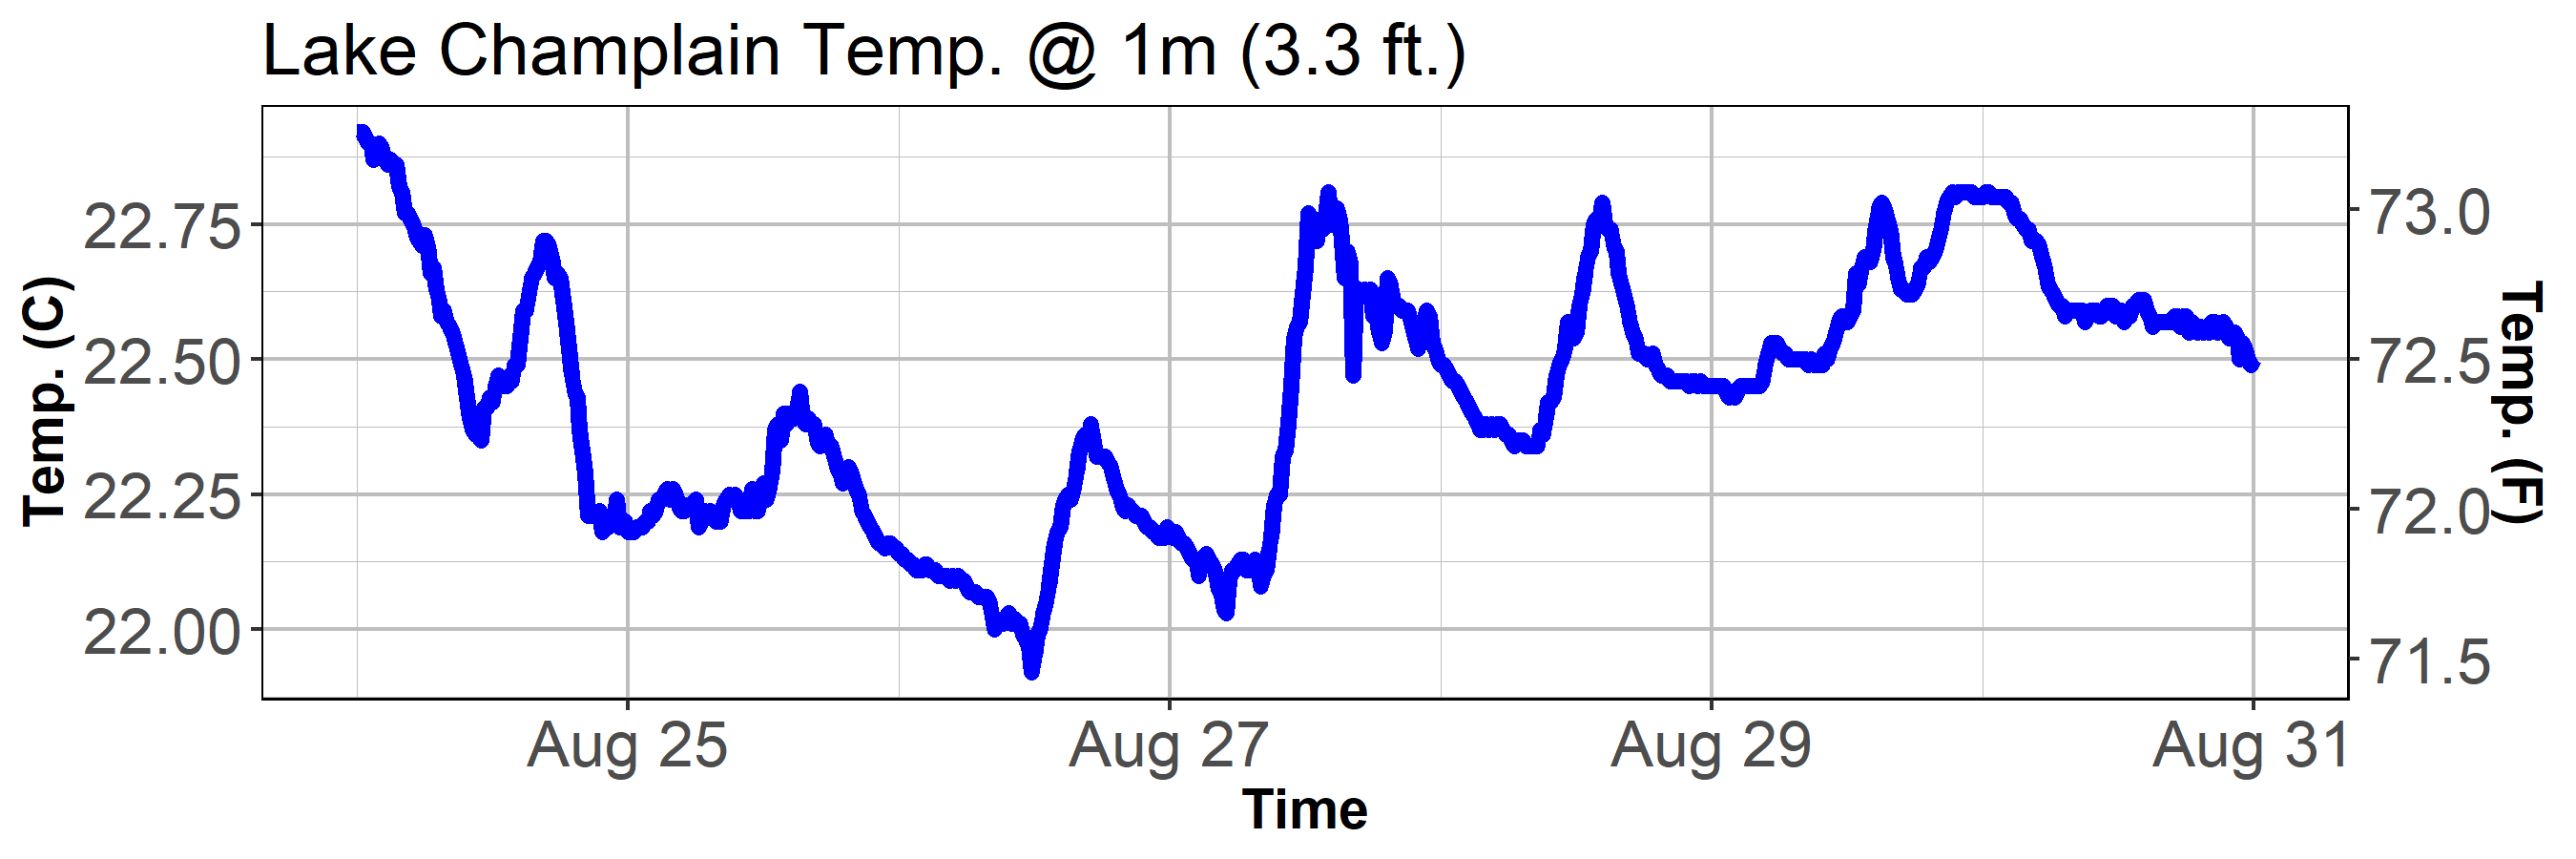 Lake Champlain Temp. @ 1m (3.3 ft.)
Temp. (C)
22.75
22.50
22.25
22.00
73.0
72.5
72.0
71.5
Temp. (F)
Aug 25
Aug 27
Aug 29
Aug 31
Time